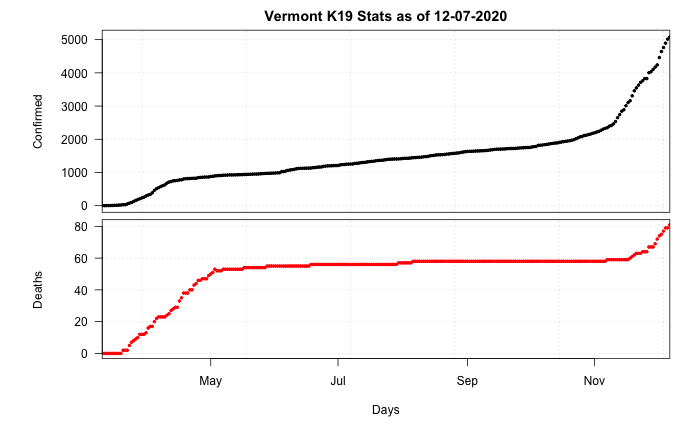 Vermont K19 Stats as of 12-07-2020
Confirmed
5000
4000
3000
2000
1000
0
Deaths
80
60
40
20
0
May Jul Sep Nov
Days